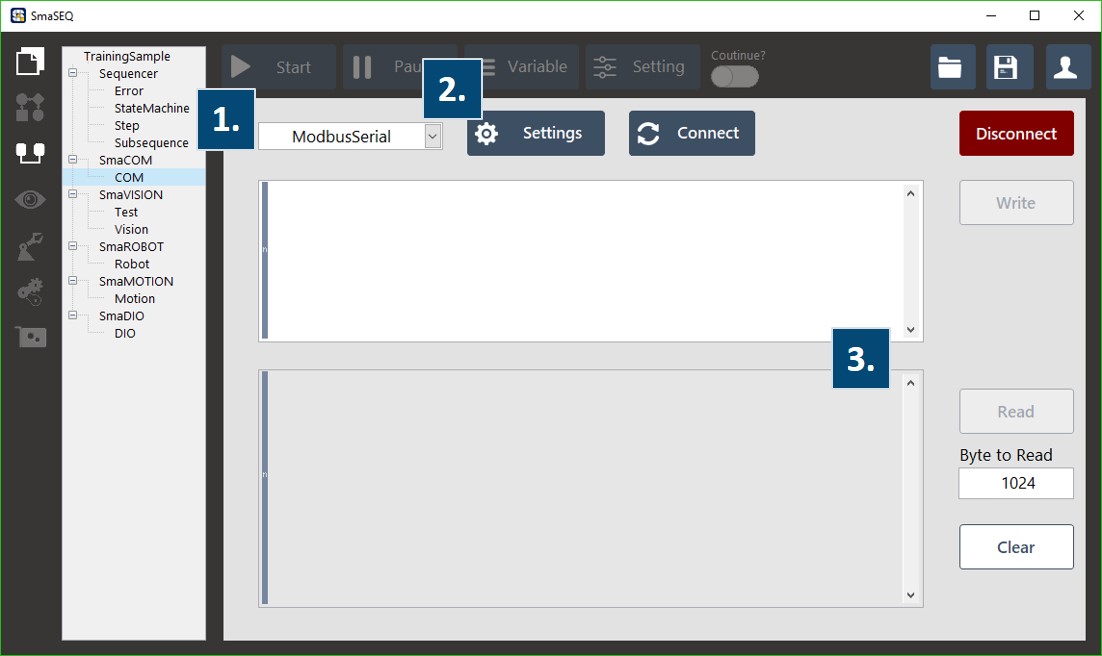 SmaSEQ
TrainingSample
Sequencer
Error
StateMachine
Step
Subsequence
SmaCOM
COM
SmaVISION
Test
Vision
SmaROBOT
Robot
SmaMOTION
Motion
SmaDIO
DIO
Start
Pau
Variable
Setting
Coutinue?
1.
2.
ModbusSerial
Settings
Connect
Disconnect
Write
n
3.
Read
Byte to Read
1024
n
Clear